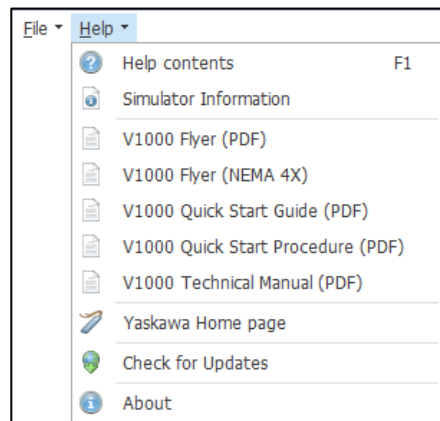 File Help
Help contents F1
Simulator Information
V1000 Flyer (PDF)
V1000 Flyer (NEMA 4X)
V1000 Quick Start Guide (PDF)
V1000 Quick Start Procedure (PDF)
V1000 Technical Manual (PDF)
Yaskawa Home page
Check for Updates
About